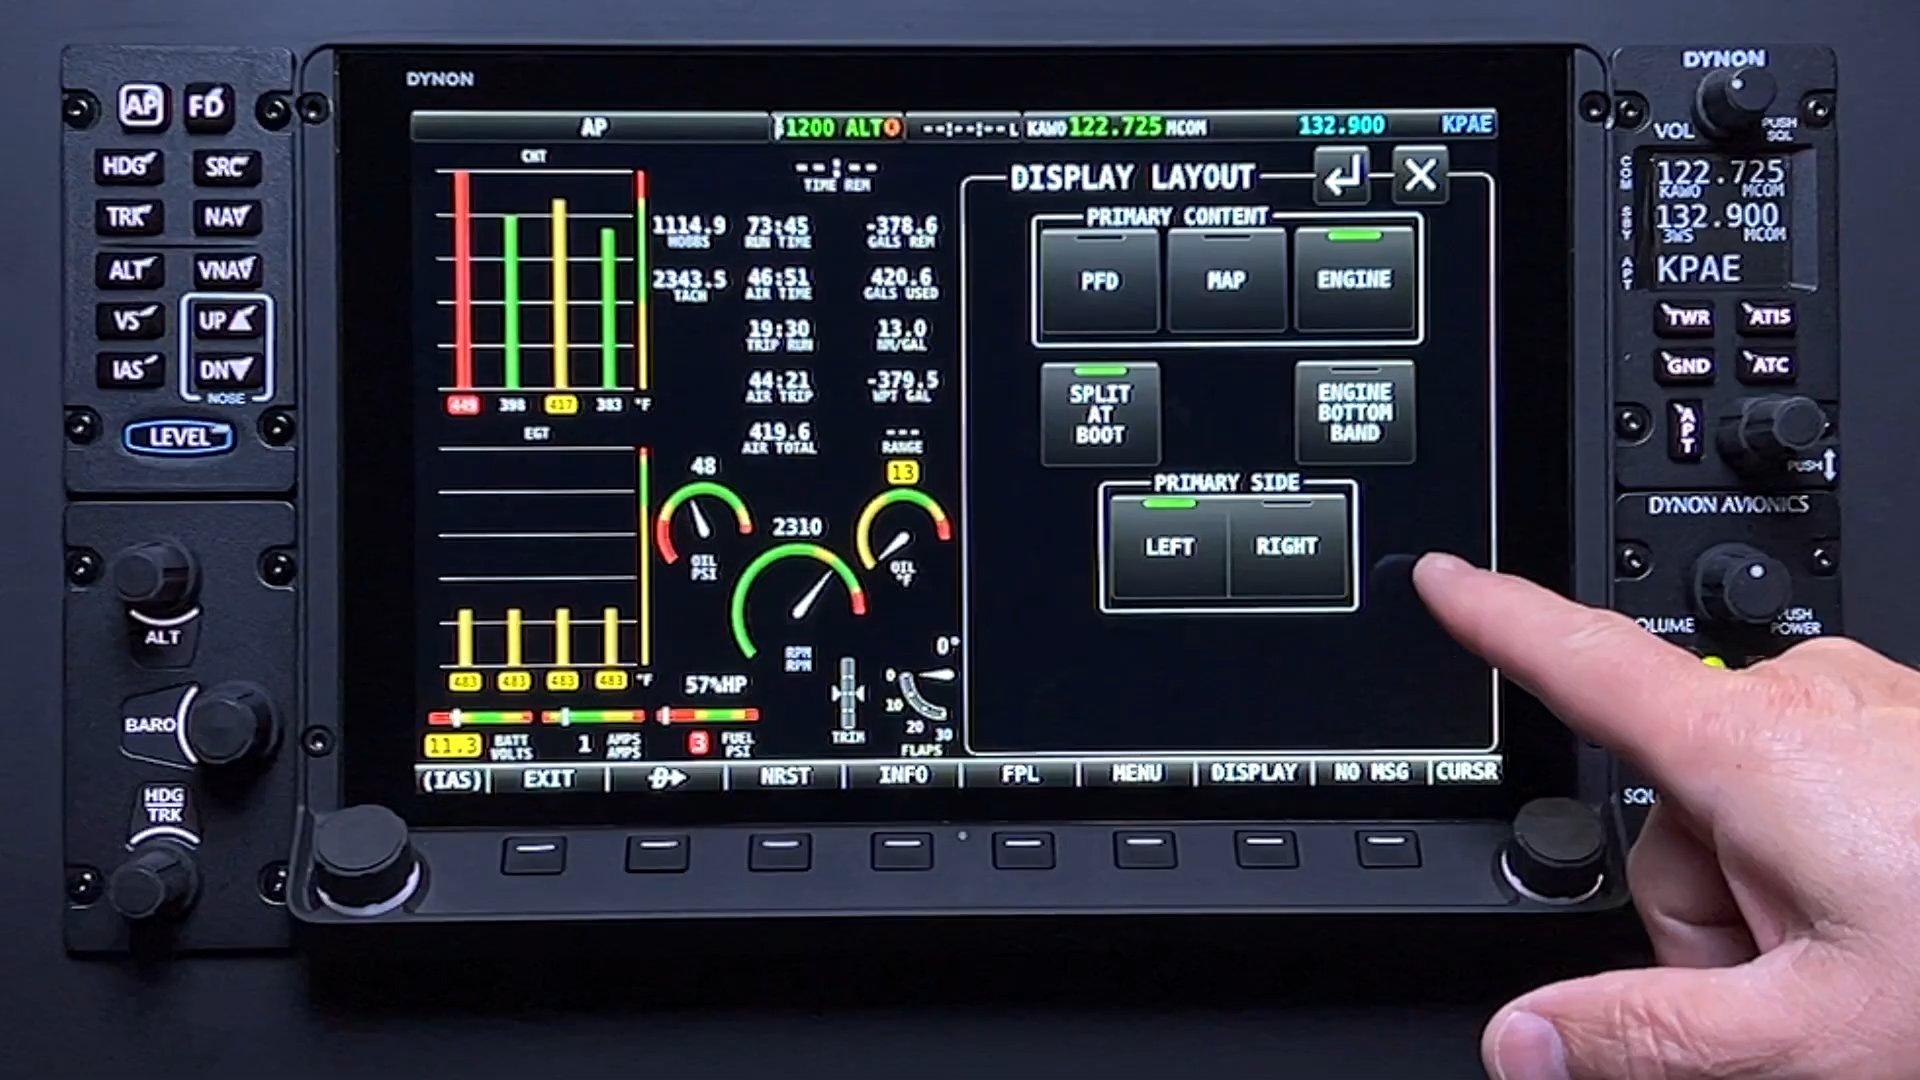 DYNON
AP FD
HDG SRC
TRK NAV
ALT VNAV
VS UP
IAS DN
NOSE
LEVEL
ALT
BARO
HDG
TRK
AP
1200 ALT
--:--:-- L
KAWO 122.725 MCOM
132.900
KPAE
CHT
449 398 417 383 °F
EGT
483 483 483 483 °F
--:--
TIME REM
1114.9
HOBBS
73:45
RUN TIME
-378.6
GALS REM
2343.5
TACH
46:51
AIR TIME
420.6
GALS USED
19:30
TRIP RUN
13.0
NM/GAL
44:21
AIR TRIP
-379.5
WPT GAL
419.6
AIR TOTAL
---
RANGE
48
OIL
PSI
13
OIL
°F
2310
RPM
RPM
57%HP
11.3 BATT
VOLTS
1 AMPS
AMPS
3 FUEL
PSI
TRIM
0°
0
10
20
30
FLAPS
DISPLAY LAYOUT
PRIMARY CONTENT
PFD MAP ENGINE
SPLIT
AT
BOOT
ENGINE
BOTTOM
BAND
PRIMARY SIDE
LEFT RIGHT
(IAS) EXIT D NRST INFO FPL MENU DISPLAY NO MSG CURSR
DYNON
VOL
PUSH
SQL
COM
122.725
KAWO MCOM
SBY
132.900
3WS MCOM
APT
KPAE
TWR ATIS
GND ATC
APT
PUSH
DYNON AVIONICS
OLUME
PUSH
POWER
SQU